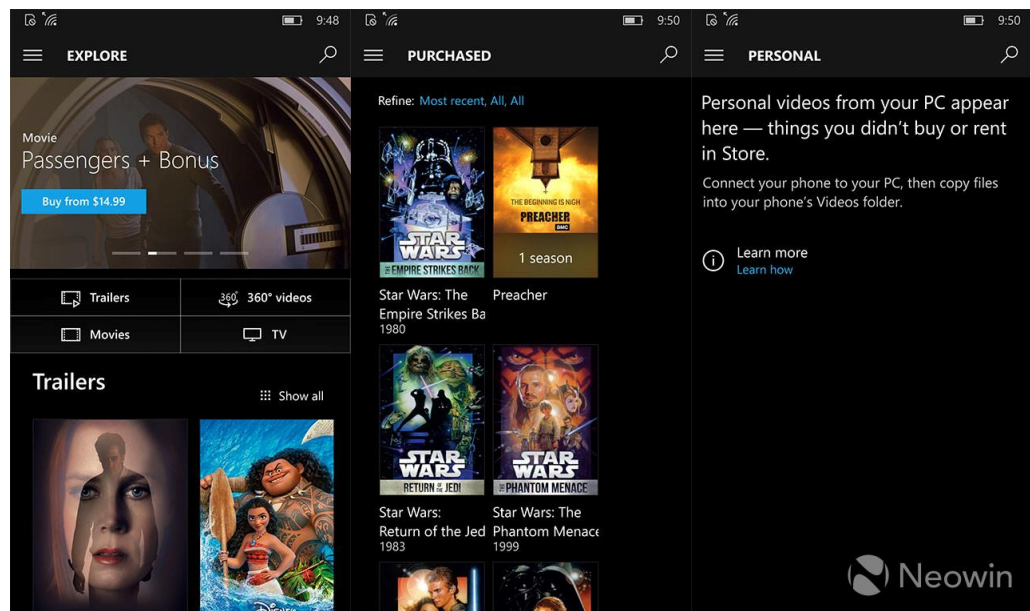 9:48
EXPLORE
Movie
Passengers + Bonus
Buy from $14.99
Trailers
360° 360° videos
Movies
TV
Trailers
Show all
DISNEY
9:50
PURCHASED
Refine: Most recent, All, All
STAR
WARS
THE EMPIRE STRIKES BACK
Star Wars: The
Empire Strikes Ba
1980
THE BEGINNING IS NIGH
PREACHER
AMC
1 season
Preacher
STAR
WARS
RETURN OF THE JEDI
Star Wars:
Return of the Jed
1983
STAR
WARS
THE PHANTOM MENACE
Star Wars: The
Phantom Menace
1999
9:50
PERSONAL
Personal videos from your PC appear
here — things you didn't buy or rent
in Store.
Connect your phone to your PC, then copy files
into your phone's Videos folder.
Learn more
Learn how
Neowin